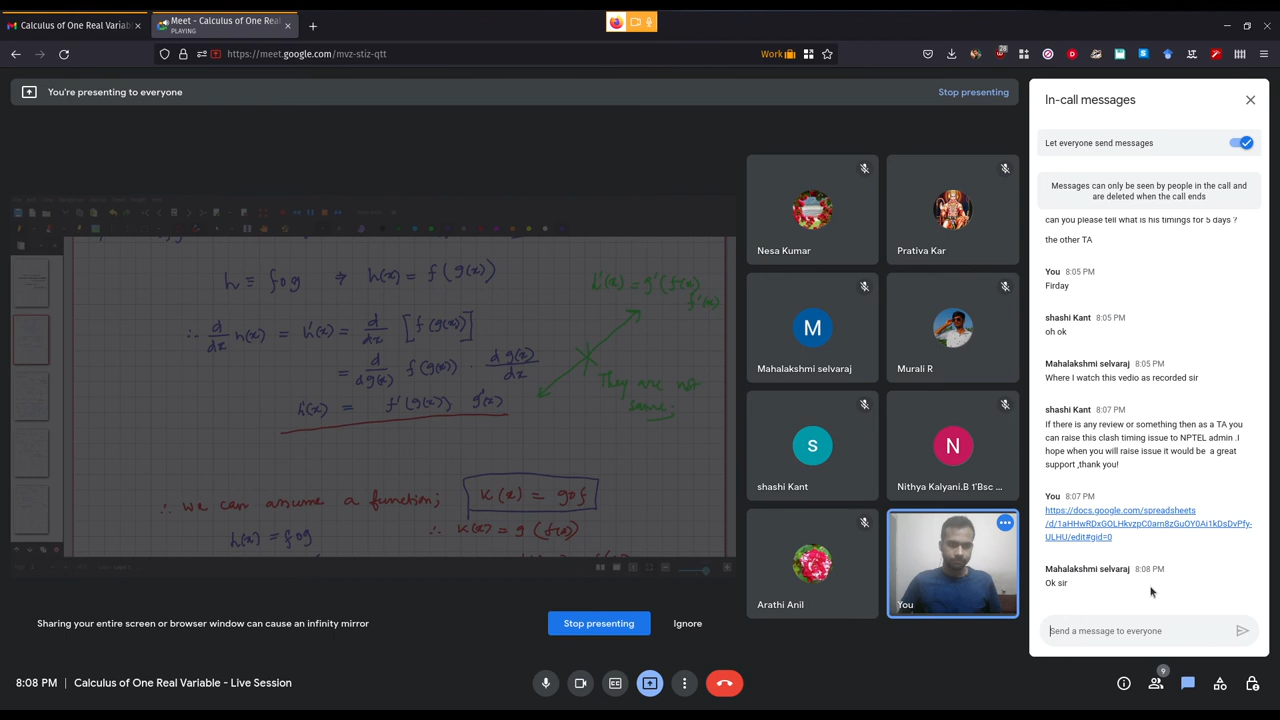 Calculus of One Real Variab
Meet - Calculus of One Real
PLAYING
https://meet.google.com/mvz-stiz-qtt
Work
28
You're presenting to everyone
Stop presenting
h ≡ fog ⇒ h(x) = f(g(x))
∴ d/dx h(x) = h'(x) = d/dx [f(g(x))]
= d/dg(x) f(g(x)) · dg(x)/dx
h'(x) = f'(g(x)) g'(x)
h'(x) = g'(f(x))
f'(x)
They are not
same;
∴ we can assume a function; K(x) = gof
h(x) = fog
∴ K(x) = g(f(x))
Sharing your entire screen or browser window can cause an infinity mirror
Stop presenting
Ignore
Nesa Kumar
Prativa Kar
M
Mahalakshmi selvaraj
Murali R
s
shashi Kant
N
Nithya Kalyani.B 1'Bsc ...
Arathi Anil
You
In-call messages
Let everyone send messages
Messages can only be seen by people in the call and
are deleted when the call ends
can you please tell what is his timings for 5 days ?
the other TA
You 8:05 PM
Firday
shashi Kant 8:05 PM
oh ok
Mahalakshmi selvaraj 8:05 PM
Where I watch this vedio as recorded sir
shashi Kant 8:07 PM
If there is any review or something then as a TA you
can raise this clash timing issue to NPTEL admin .I
hope when you will raise issue it would be a great
support ,thank you!
You 8:07 PM
https://docs.google.com/spreadsheets
/d/1aHHwRDxGOLHkvzpC0arn8zGuOY0Ai1kDsDvPfy-
ULHU/edit#gid=0
Mahalakshmi selvaraj 8:08 PM
Ok sir
Send a message to everyone
8:08 PM | Calculus of One Real Variable - Live Session
9